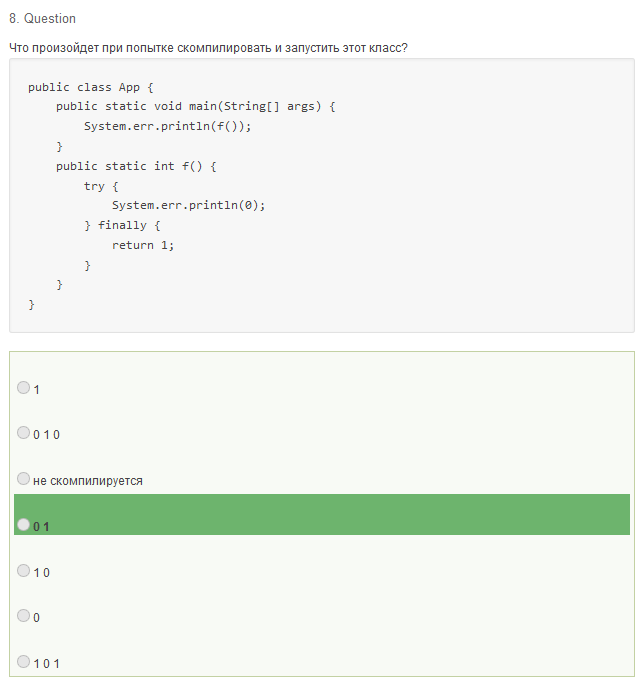 8. Question
Что произойдет при попытке скомпилировать и запустить этот класс?
public class App {
    public static void main(String[] args) {
        System.err.println(f());
    }
    public static int f() {
        try {
            System.err.println(0);
        } finally {
            return 1;
        }
    }
}
1
0 1 0
не скомпилируется
0 1
1 0
0
1 0 1